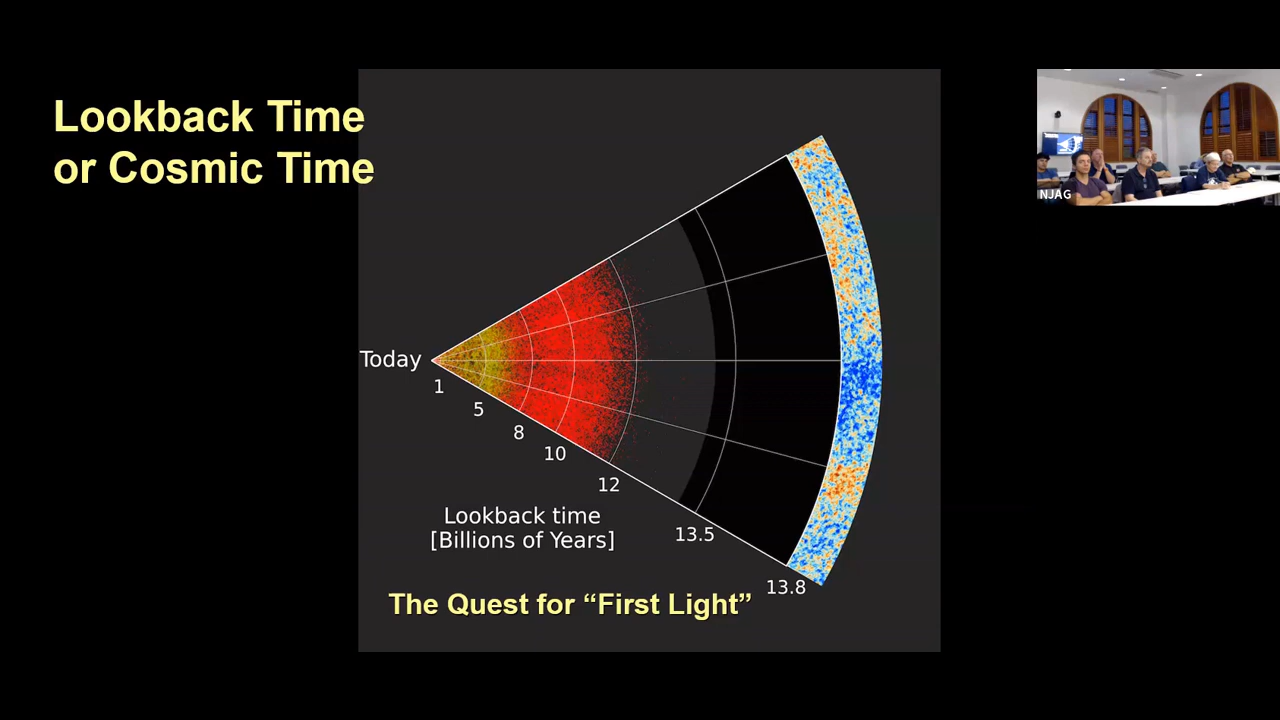 Lookback Time
or Cosmic Time
NJAG
Today
1
5
8
10
12
13.5
13.8
Lookback time
[Billions of Years]
The Quest for “First Light”